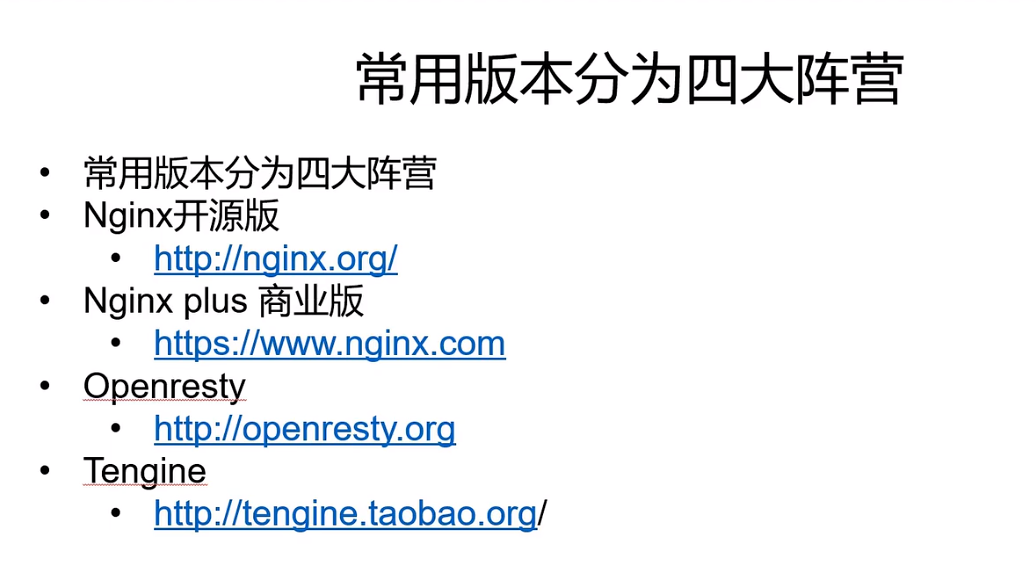 常用版本分为四大阵营
• 常用版本分为四大阵营
• Nginx开源版
• http://nginx.org/
• Nginx plus 商业版
• https://www.nginx.com
• Openresty
• http://openresty.org
• Tengine
• http://tengine.taobao.org/